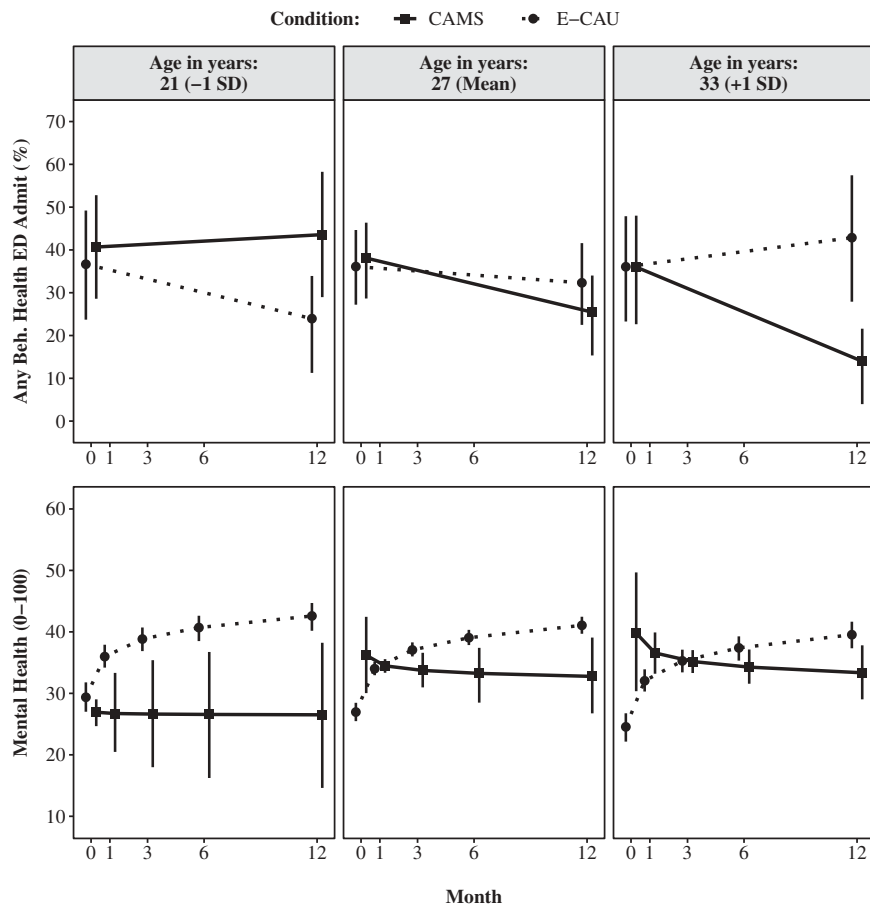 Condition: CAMS E−CAU
Age in years:
21 (−1 SD)
Age in years:
27 (Mean)
Age in years:
33 (+1 SD)
Any Beh. Health ED Admit (%)
70
60
50
40
30
20
10
0
0 1 3 6 12
0 1 3 6 12
0 1 3 6 12
Mental Health (0−100)
60
50
40
30
20
10
0 1 3 6 12
0 1 3 6 12
0 1 3 6 12
Month